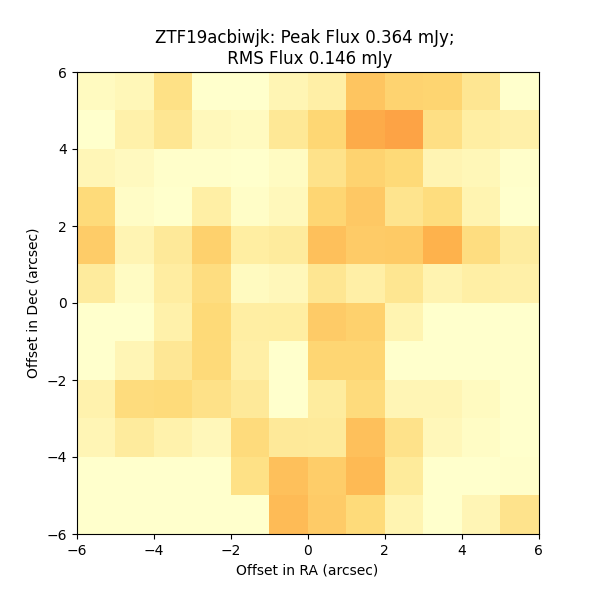 ZTF19acbiwjk: Peak Flux 0.364 mJy;
RMS Flux 0.146 mJy
6
4
2
0
−2
−4
−6
Offset in Dec (arcsec)
−6 −4 −2 0 2 4 6
Offset in RA (arcsec)